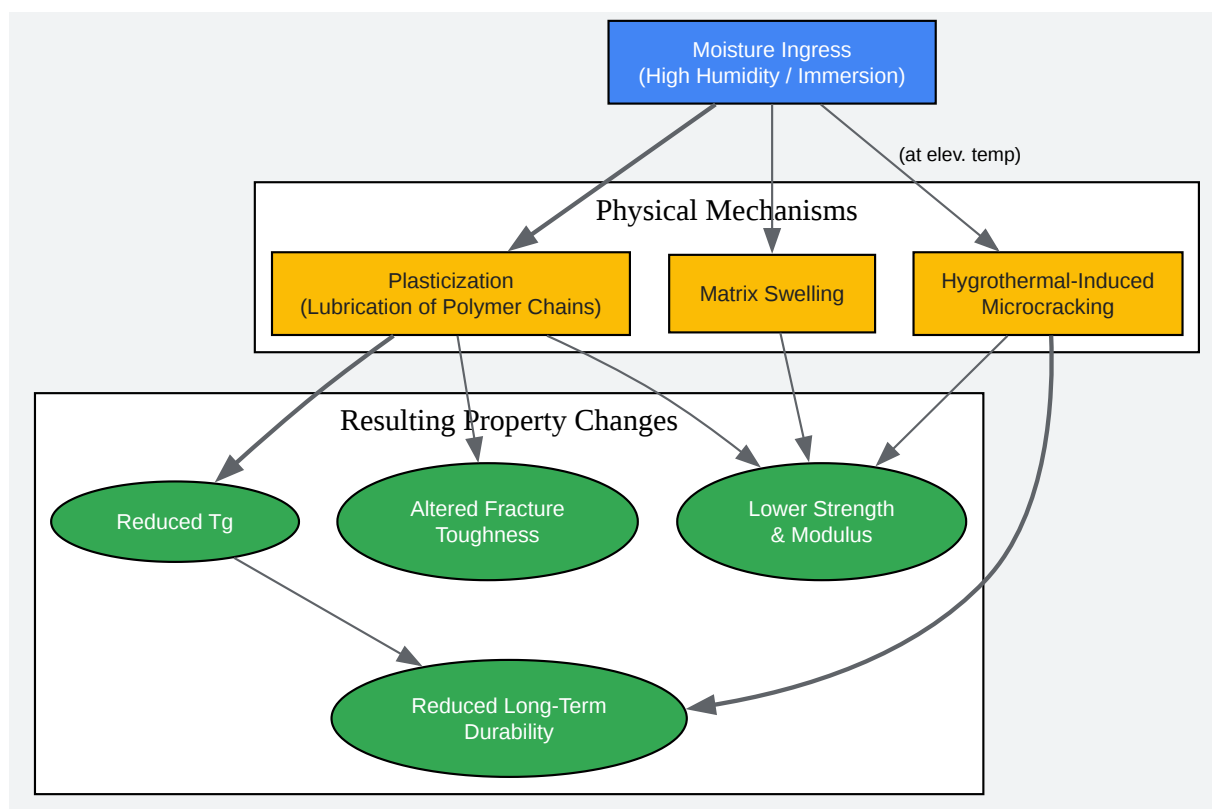 Moisture Ingress
(High Humidity / Immersion)
(at elev. temp)
Physical Mechanisms
Plasticization
(Lubrication of Polymer Chains)
Matrix Swelling
Hygrothermal-Induced
Microcracking
Resulting Property Changes
Reduced Tg
Altered Fracture
Toughness
Lower Strength
& Modulus
Reduced Long-Term
Durability